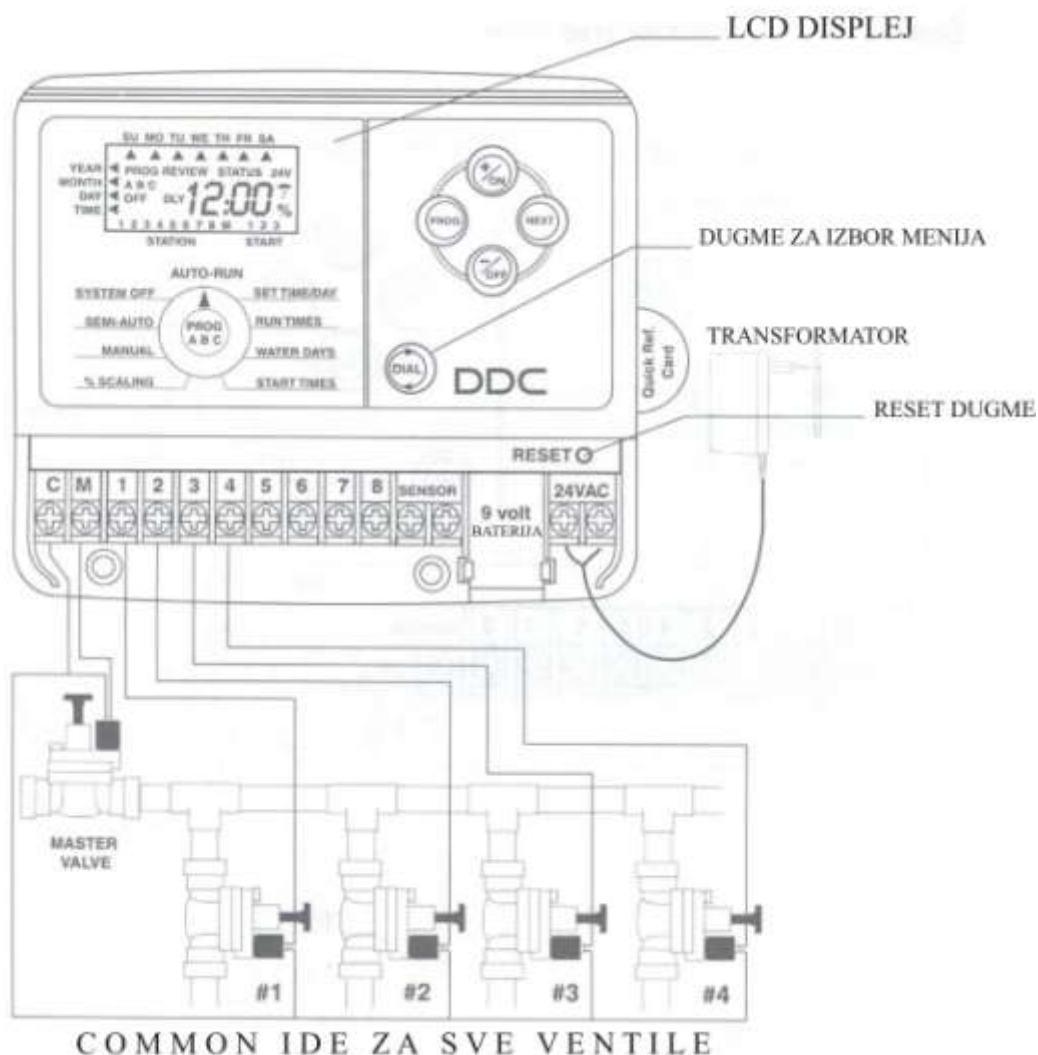 LCD DISPLEJ
SU MO TU WE TH FR SA
YEAR
MONTH
DAY
TIME
PROG REVIEW STATUS 24V
A B C
OFF DLY 12:00 %
1 2 3 4 5 6 7 8 1 2 3
STATION START
AUTO-RUN
SYSTEM OFF
SEMI-AUTO
MANUAL
% SCALING
PROG
A B C
SET TIME/DAY
RUN TIMES
WATER DAYS
START TIMES
+/ON
PROG
NEXT
-/OFF
DIAL
DDC
DUGME ZA IZBOR MENIJA
Quick Ref.
Card
TRANSFORMATOR
RESET DUGME
RESET
C M 1 2 3 4 5 6 7 8 SENSOR
9 volt
BATERIJA
24VAC
MASTER
VALVE
#1 #2 #3 #4
COMMON IDE ZA SVE VENTILE